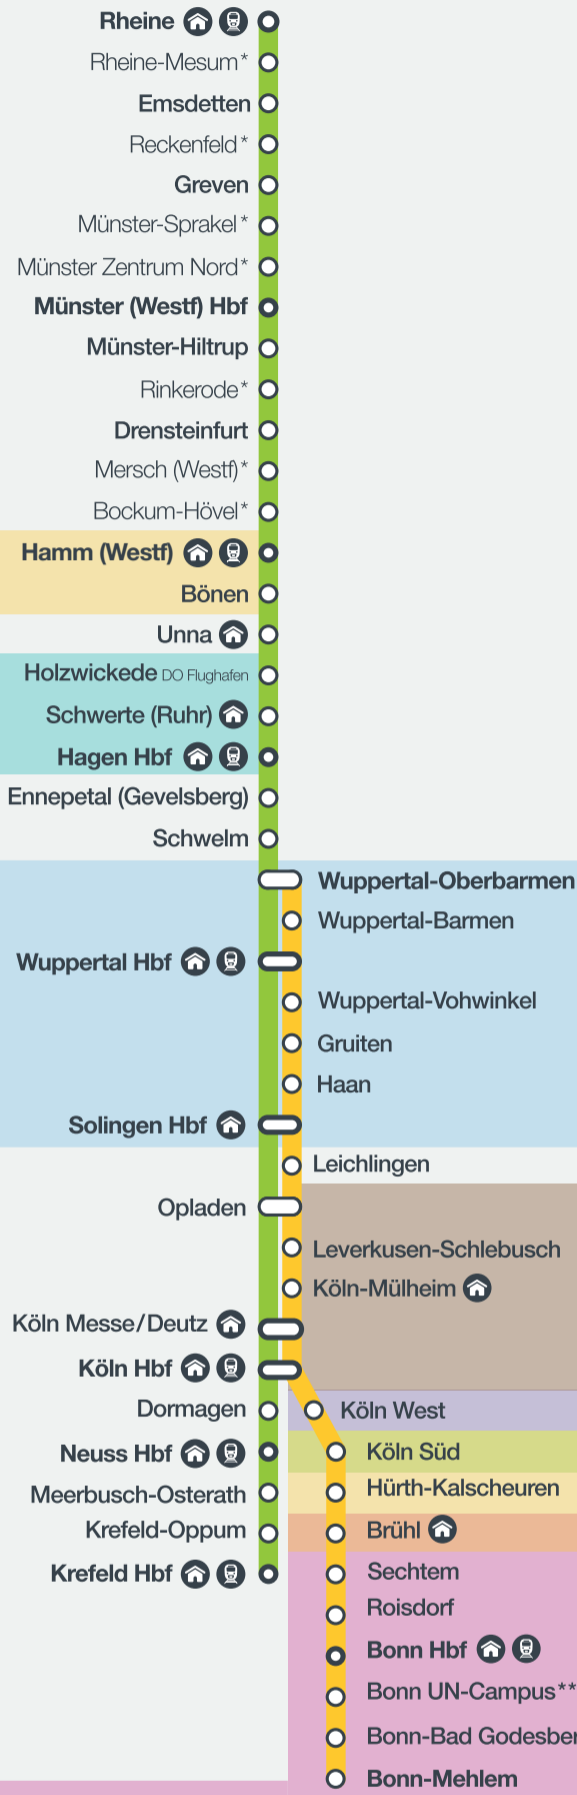 Rheine
Rheine-Mesum*
Emsdetten
Reckenfeld*
Greven
Münster-Sprakel*
Münster Zentrum Nord*
Münster (Westf) Hbf
Münster-Hiltrup
Rinkerode*
Drensteinfurt
Mersch (Westf)*
Bockum-Hövel*
Hamm (Westf)
Bönen
Unna
Holzwickede DO Flughafen
Schwerte (Ruhr)
Hagen Hbf
Ennepetal (Gevelsberg)
Schwelm
Wuppertal-Oberbarmen
Wuppertal-Barmen
Wuppertal Hbf
Wuppertal-Vohwinkel
Gruiten
Haan
Solingen Hbf
Leichlingen
Opladen
Leverkusen-Schlebusch
Köln-Mülheim
Köln Messe/Deutz
Köln Hbf
Dormagen
Köln West
Neuss Hbf
Köln Süd
Meerbusch-Osterath
Hürth-Kalscheuren
Krefeld-Oppum
Brühl
Krefeld Hbf
Sechtem
Roisdorf
Bonn Hbf
Bonn UN-Campus**
Bonn-Bad Godesber
Bonn-Mehlem